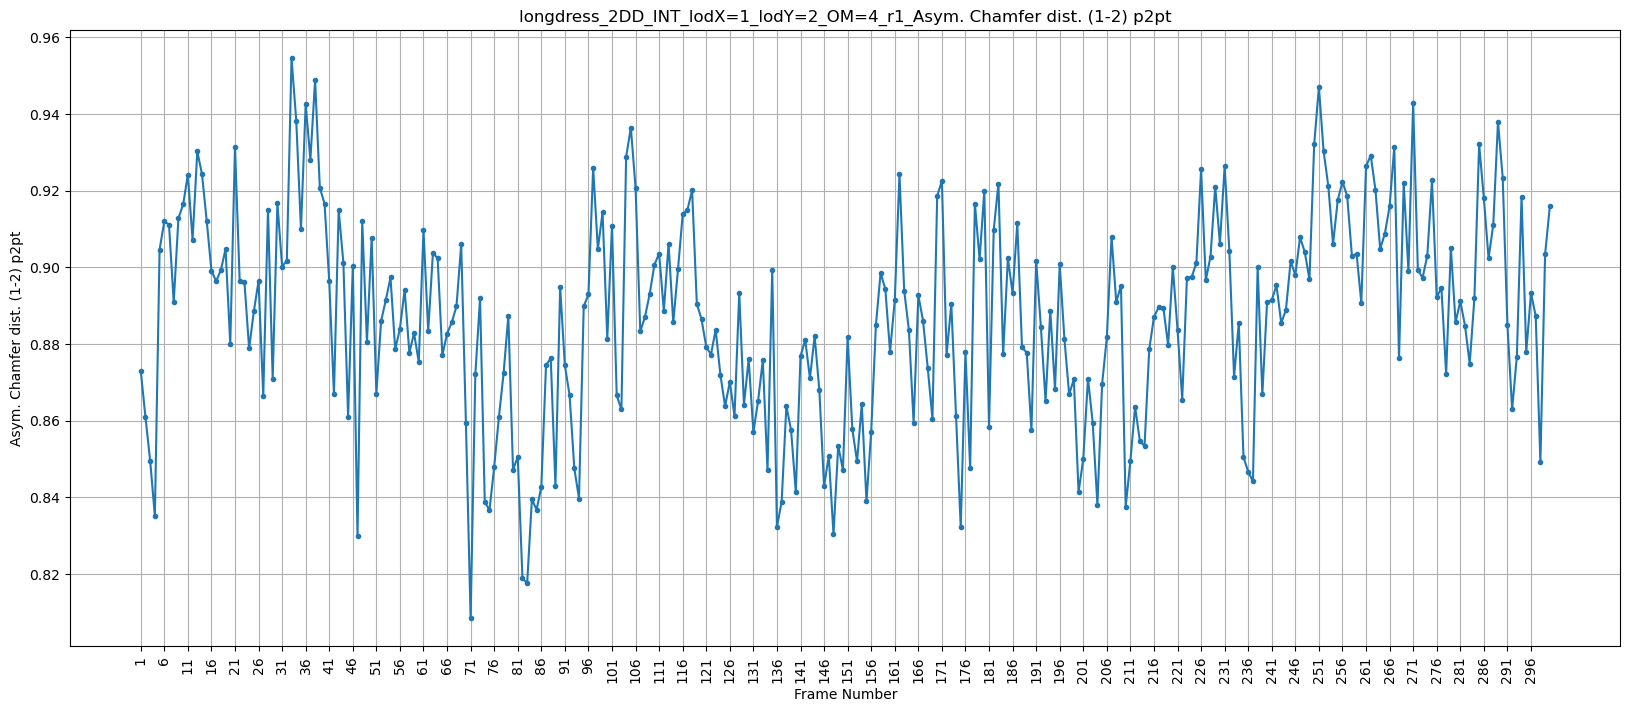 longdress_2DD_INT_lodX=1_lodY=2_OM=4_r1_Asym. Chamfer dist. (1-2) p2pt
0.96
0.94
0.92
0.90
0.88
0.86
0.84
0.82
Asym. Chamfer dist. (1-2) p2pt
1 6 11 16 21 26 31 36 41 46 51 56 61 66 71 76 81 86 91 96 101 106 111 116 121 126 131 136 141 146 151 156 161 166 171 176 181 186 191 196 201 206 211 216 221 226 231 236 241 246 251 256 261 266 271 276 281 286 291 296
Frame Number